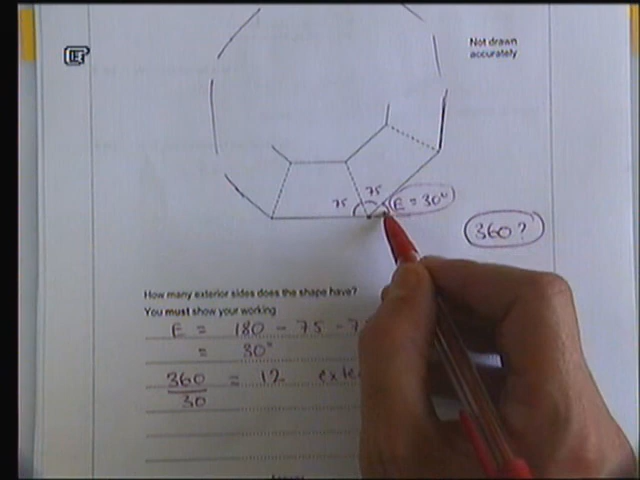 Not drawn
accurately
75
75
E = 30°
360?
How many exterior sides does the shape have?
You must show your working
E = 180 - 75 - 7
= 30°
360 = 12
30